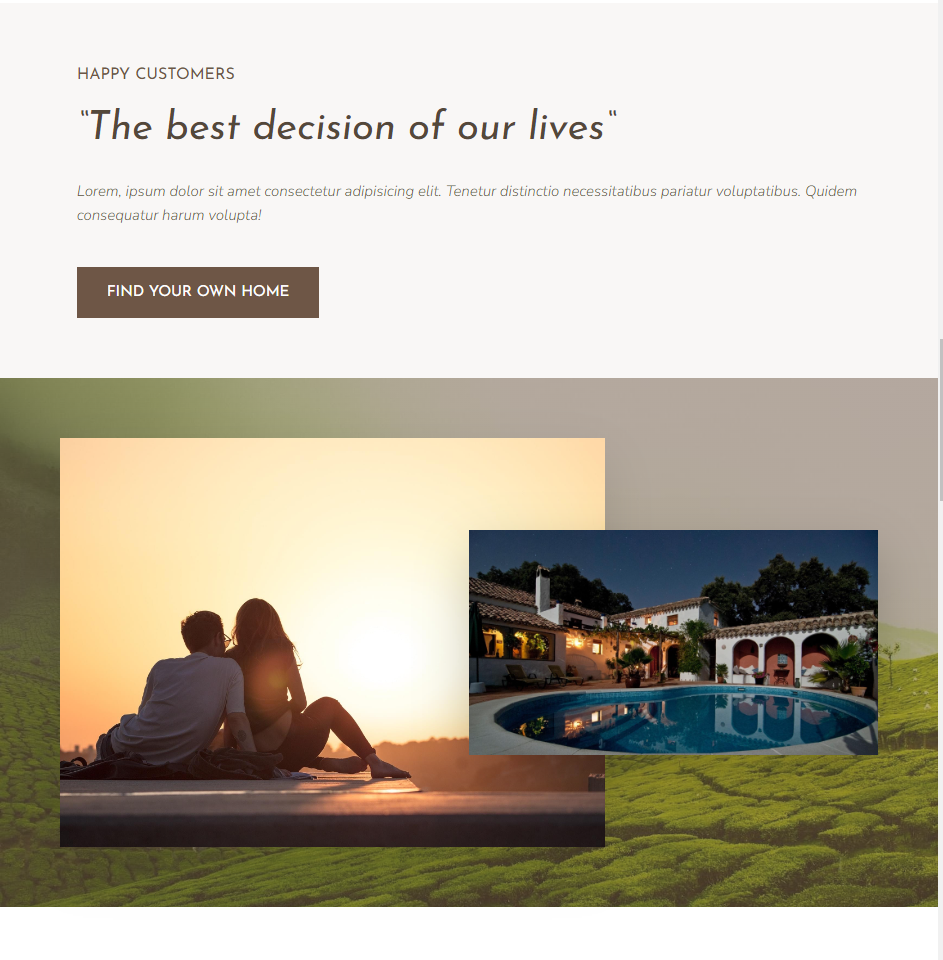 HAPPY CUSTOMERS
“The best decision of our lives“
Lorem, ipsum dolor sit amet consectetur adipisicing elit. Tenetur distinctio necessitatibus pariatur voluptatibus. Quidem
consequatur harum volupta!
FIND YOUR OWN HOME